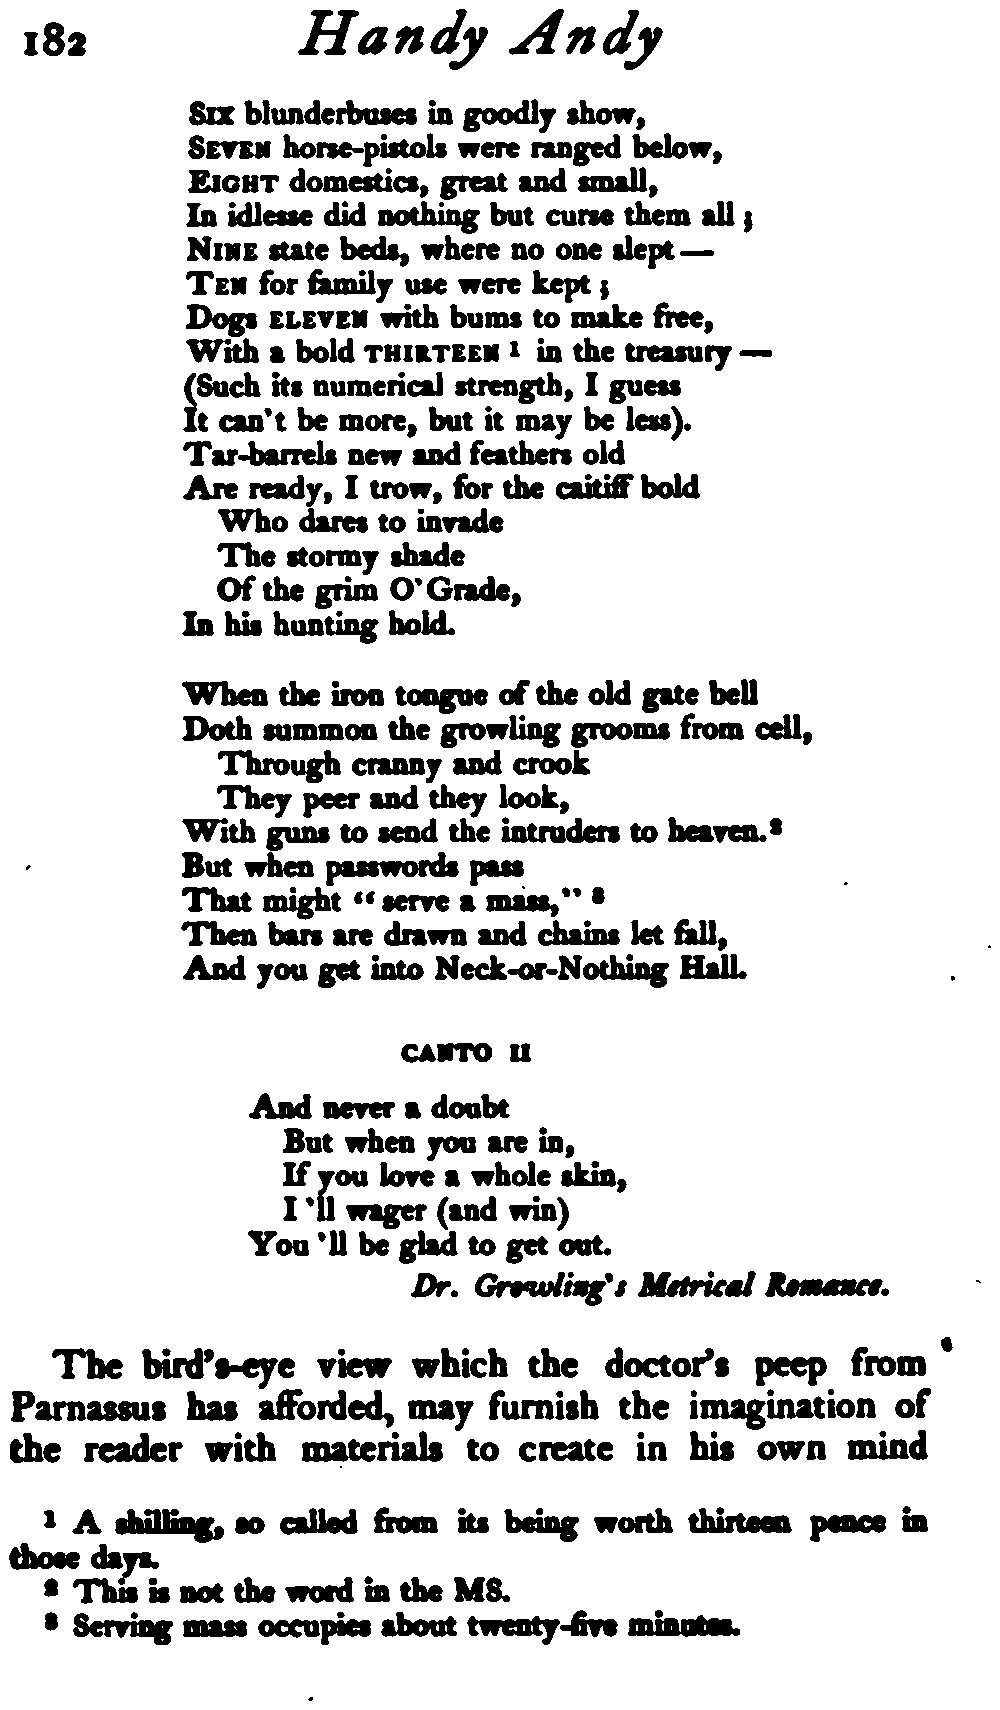 182 Handy Andy
Six blunderbuses in goodly show,
Seven horse-pistols were ranged below,
Eight domestics, great and small,
In idlesse did nothing but curse them all ;
Nine state beds, where no one slept —
Ten for family use were kept ;
Dogs ELEVEN with bums to make free,
With a bold THIRTEEN ¹ in the treasury —
(Such its numerical strength, I guess
It can't be more, but it may be less).
Tar-barrels new and feathers old
Are ready, I trow, for the caitiff bold
Who dares to invade
The stormy shade
Of the grim O'Grade,
In his hunting hold.
When the iron tongue of the old gate bell
Doth summon the growling grooms from cell,
Through cranny and crook
They peer and they look,
With guns to send the intruders to heaven.²
But when passwords pass
That might “serve a mass,” ³
Then bars are drawn and chains let fall,
And you get into Neck-or-Nothing Hall.
CANTO II
And never a doubt
But when you are in,
If you love a whole skin,
I 'll wager (and win)
You 'll be glad to get out.
Dr. Growling's Metrical Romance.
The bird's-eye view which the doctor's peep from
Parnassus has afforded, may furnish the imagination of
the reader with materials to create in his own mind
¹ A shilling, so called from its being worth thirteen pence in
those days.
² This is not the word in the MS.
³ Serving mass occupies about twenty-five minutes.